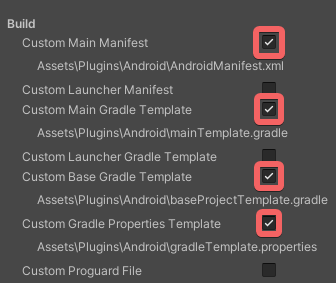 Build
Custom Main Manifest
Assets\Plugins\Android\AndroidManifest.xml
Custom Launcher Manifest
Custom Main Gradle Template
Assets\Plugins\Android\mainTemplate.gradle
Custom Launcher Gradle Template
Custom Base Gradle Template
Assets\Plugins\Android\baseProjectTemplate.gradle
Custom Gradle Properties Template
Assets\Plugins\Android\gradleTemplate.properties
Custom Proguard File